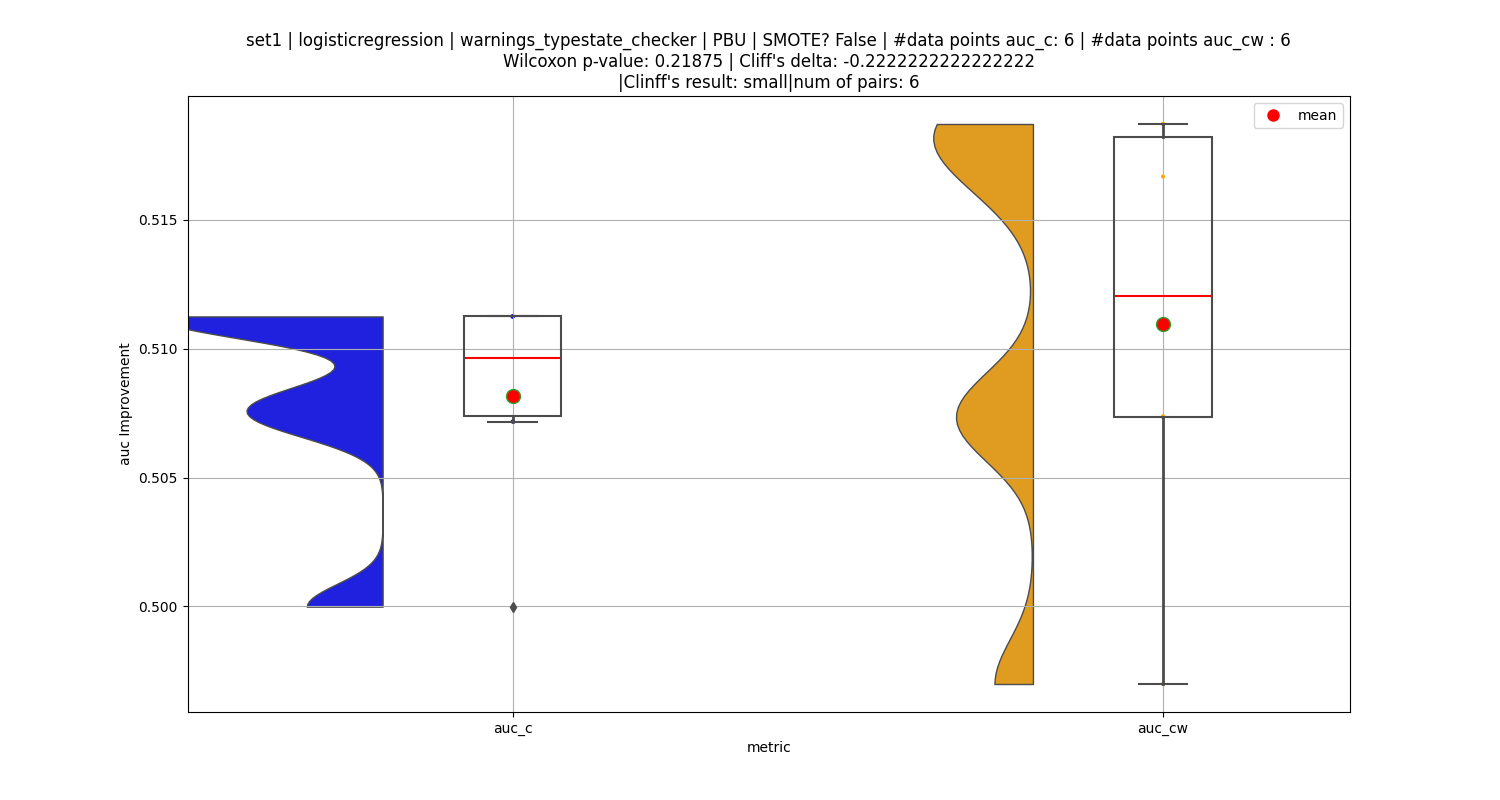 set1 | logisticregression | warnings_typestate_checker | PBU | SMOTE? False | #data points auc_c: 6 | #data points auc_cw : 6
Wilcoxon p-value: 0.21875 | Cliff's delta: -0.2222222222222222
|Clinff's result: small|num of pairs: 6
mean
0.515
0.510
0.505
0.500
auc Improvement
auc_c
auc_cw
metric